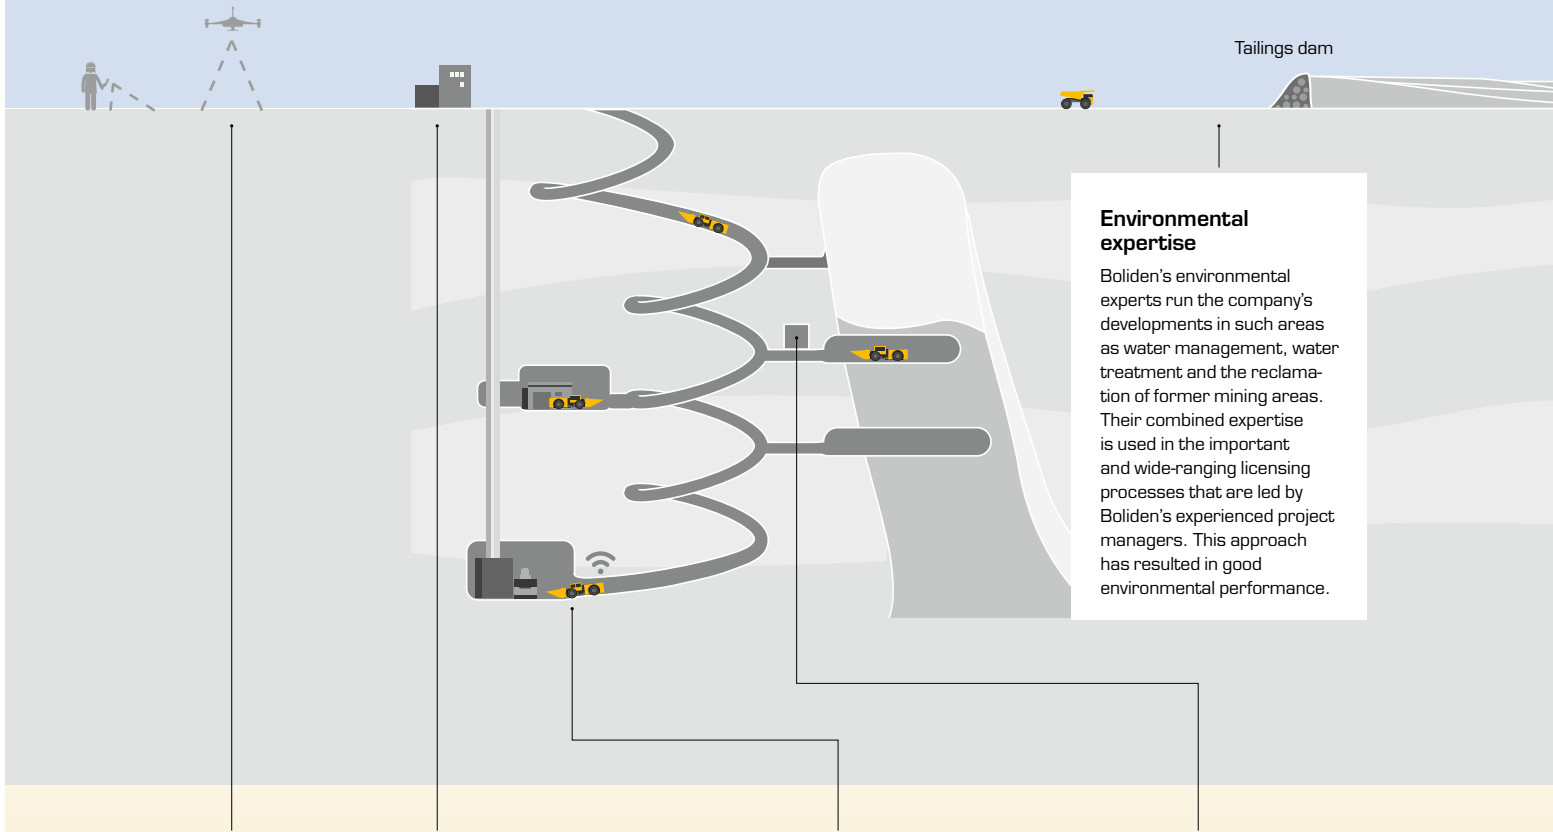 Tailings dam
Environmental
expertise
Boliden’s environmental
experts run the company’s
developments in such areas
as water management, water
treatment and the reclama-
tion of former mining areas.
Their combined expertise
is used in the important
and wide-ranging licensing
processes that are led by
Boliden’s experienced project
managers. This approach
has resulted in good
environmental performance.